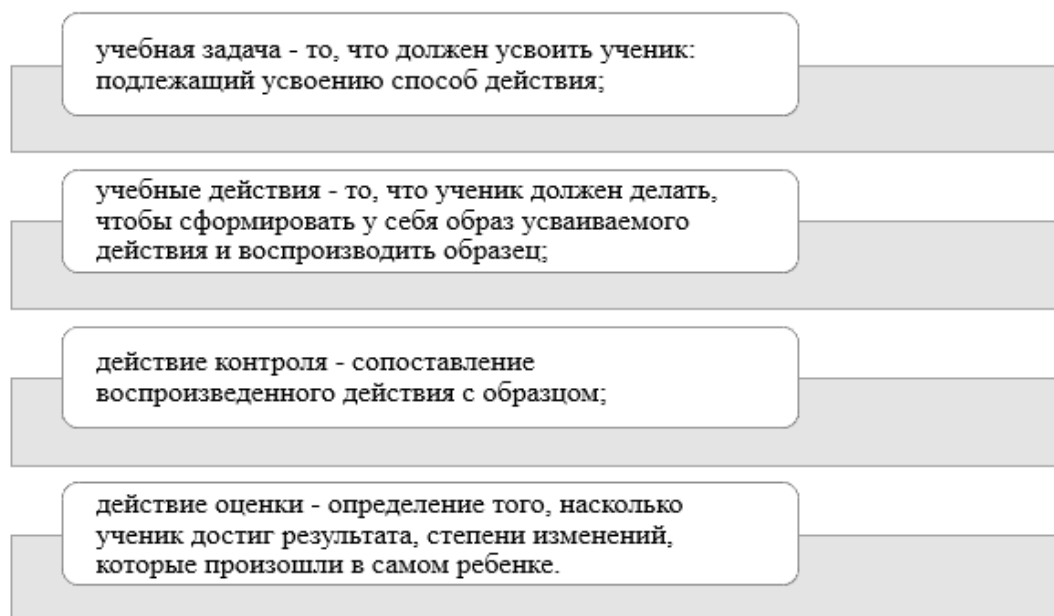 учебная задача - то, что должен усвоить ученик:
подлежащий усвоению способ действия;
учебные действия - то, что ученик должен делать,
чтобы сформировать у себя образ усваиваемого
действия и воспроизводить образец;
действие контроля - сопоставление
воспроизведенного действия с образцом;
действие оценки - определение того, насколько
ученик достиг результата, степени изменений,
которые произошли в самом ребенке.